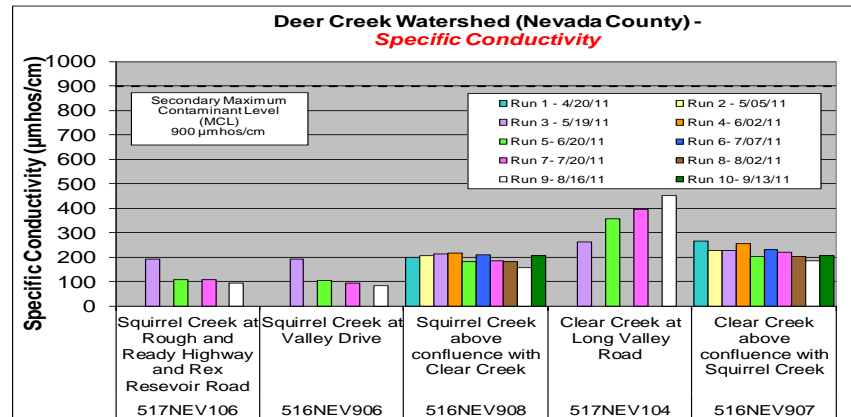 Deer Creek Watershed (Nevada County) -
Specific Conductivity
Specific Conductivity (µmhos/cm)
1000
900
800
700
600
500
400
300
200
100
0
Secondary Maximum
Contaminant Level
(MCL)
900 µmhos/cm
Run 1 - 4/20/11
Run 2 - 5/05/11
Run 3 - 5/19/11
Run 4 - 6/02/11
Run 5- 6/20/11
Run 6- 7/07/11
Run 7- 7/20/11
Run 8- 8/02/11
Run 9- 8/16/11
Run 10- 9/13/11
Squirrel Creek at
Rough and
Ready Highway
and Rex
Resevoir Road
Squirrel Creek at
Valley Drive
Squirrel Creek
above
confluence with
Clear Creek
Clear Creek at
Long Valley
Road
Clear Creek
above
confluence with
Squirrel Creek
517NEV106
516NEV906
516NEV908
517NEV104
516NEV907